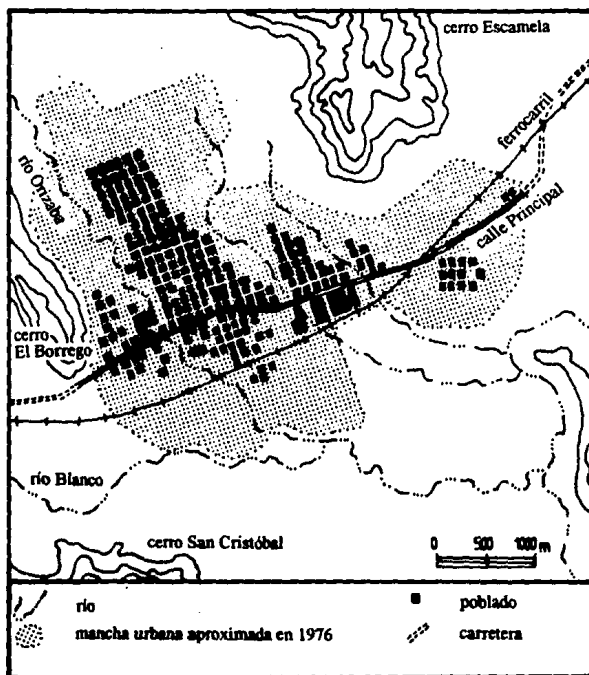 cerro Escamela
ferrocarril
río Orizaba
calle Principal
cerro
El Borrego
río Blanco
cerro San Cristóbal
0 500 1000 m
río
poblado
mancha urbana aproximada en 1976
carretera